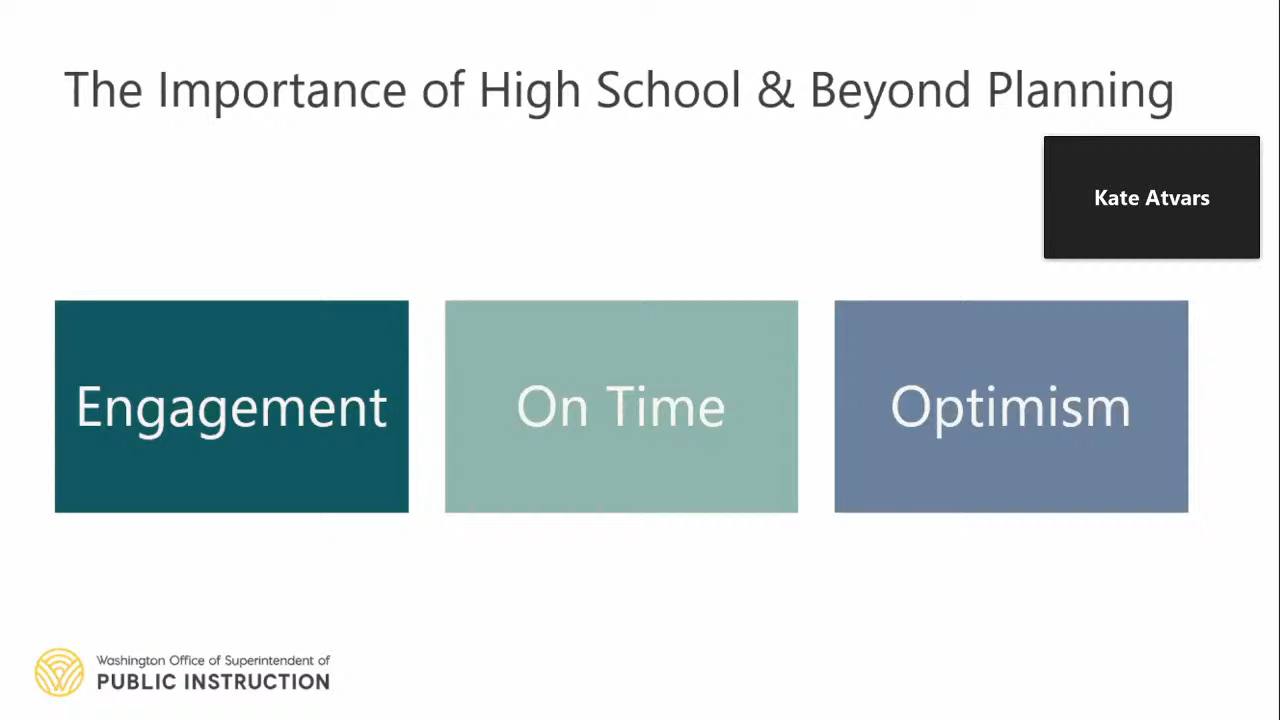 The Importance of High School & Beyond Planning
Kate Atvars
Engagement
On Time
Optimism
Washington Office of Superintendent of
PUBLIC INSTRUCTION